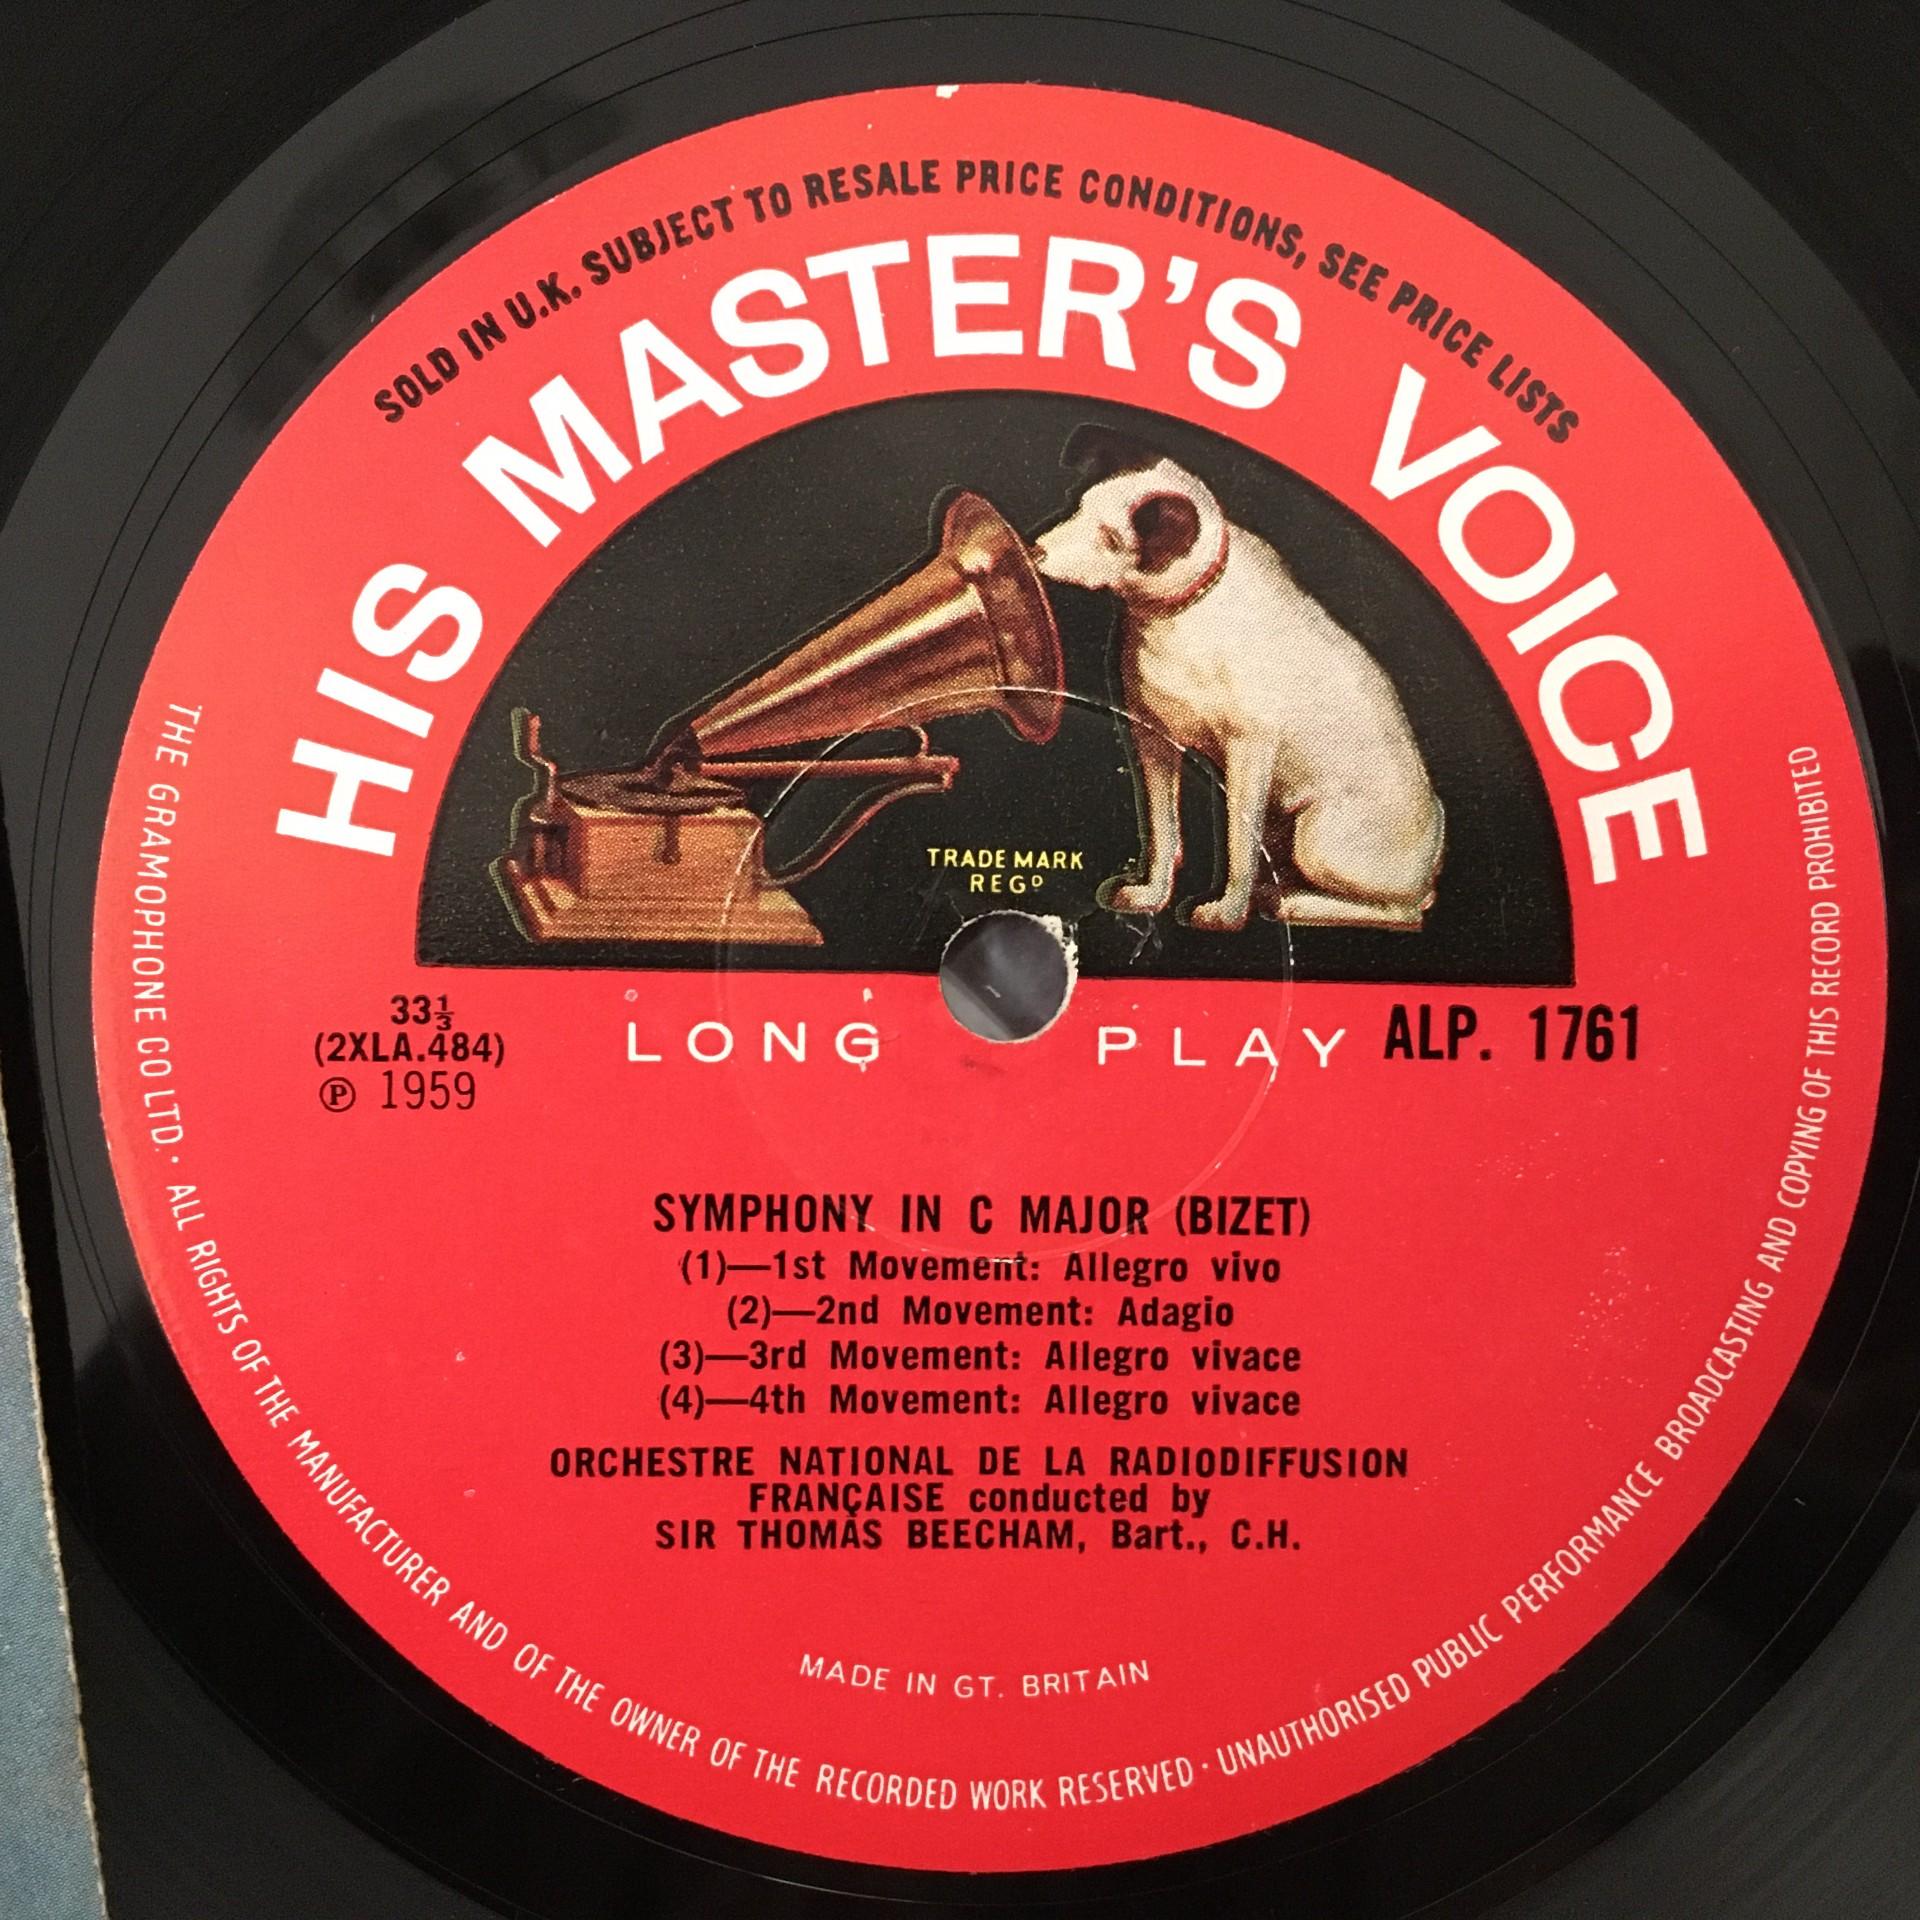 SOLD IN U.K. SUBJECT TO RESALE PRICE CONDITIONS, SEE PRICE LISTS
HIS MASTER'S VOICE
TRADE MARK
REGD
33⅓
(2XLA.484)
℗ 1959
LONG PLAY
ALP. 1761
SYMPHONY IN C MAJOR (BIZET)
(1)—1st Movement: Allegro vivo
(2)—2nd Movement: Adagio
(3)—3rd Movement: Allegro vivace
(4)—4th Movement: Allegro vivace
ORCHESTRE NATIONAL DE LA RADIODIFFUSION
FRANÇAISE conducted by
SIR THOMAS BEECHAM, Bart., C.H.
MADE IN GT. BRITAIN
THE GRAMOPHONE CO LTD. · ALL RIGHTS OF THE MANUFACTURER AND OF THE OWNER OF THE RECORDED WORK RESERVED · UNAUTHORISED PUBLIC PERFORMANCE BROADCASTING AND COPYING OF THIS RECORD PROHIBITED